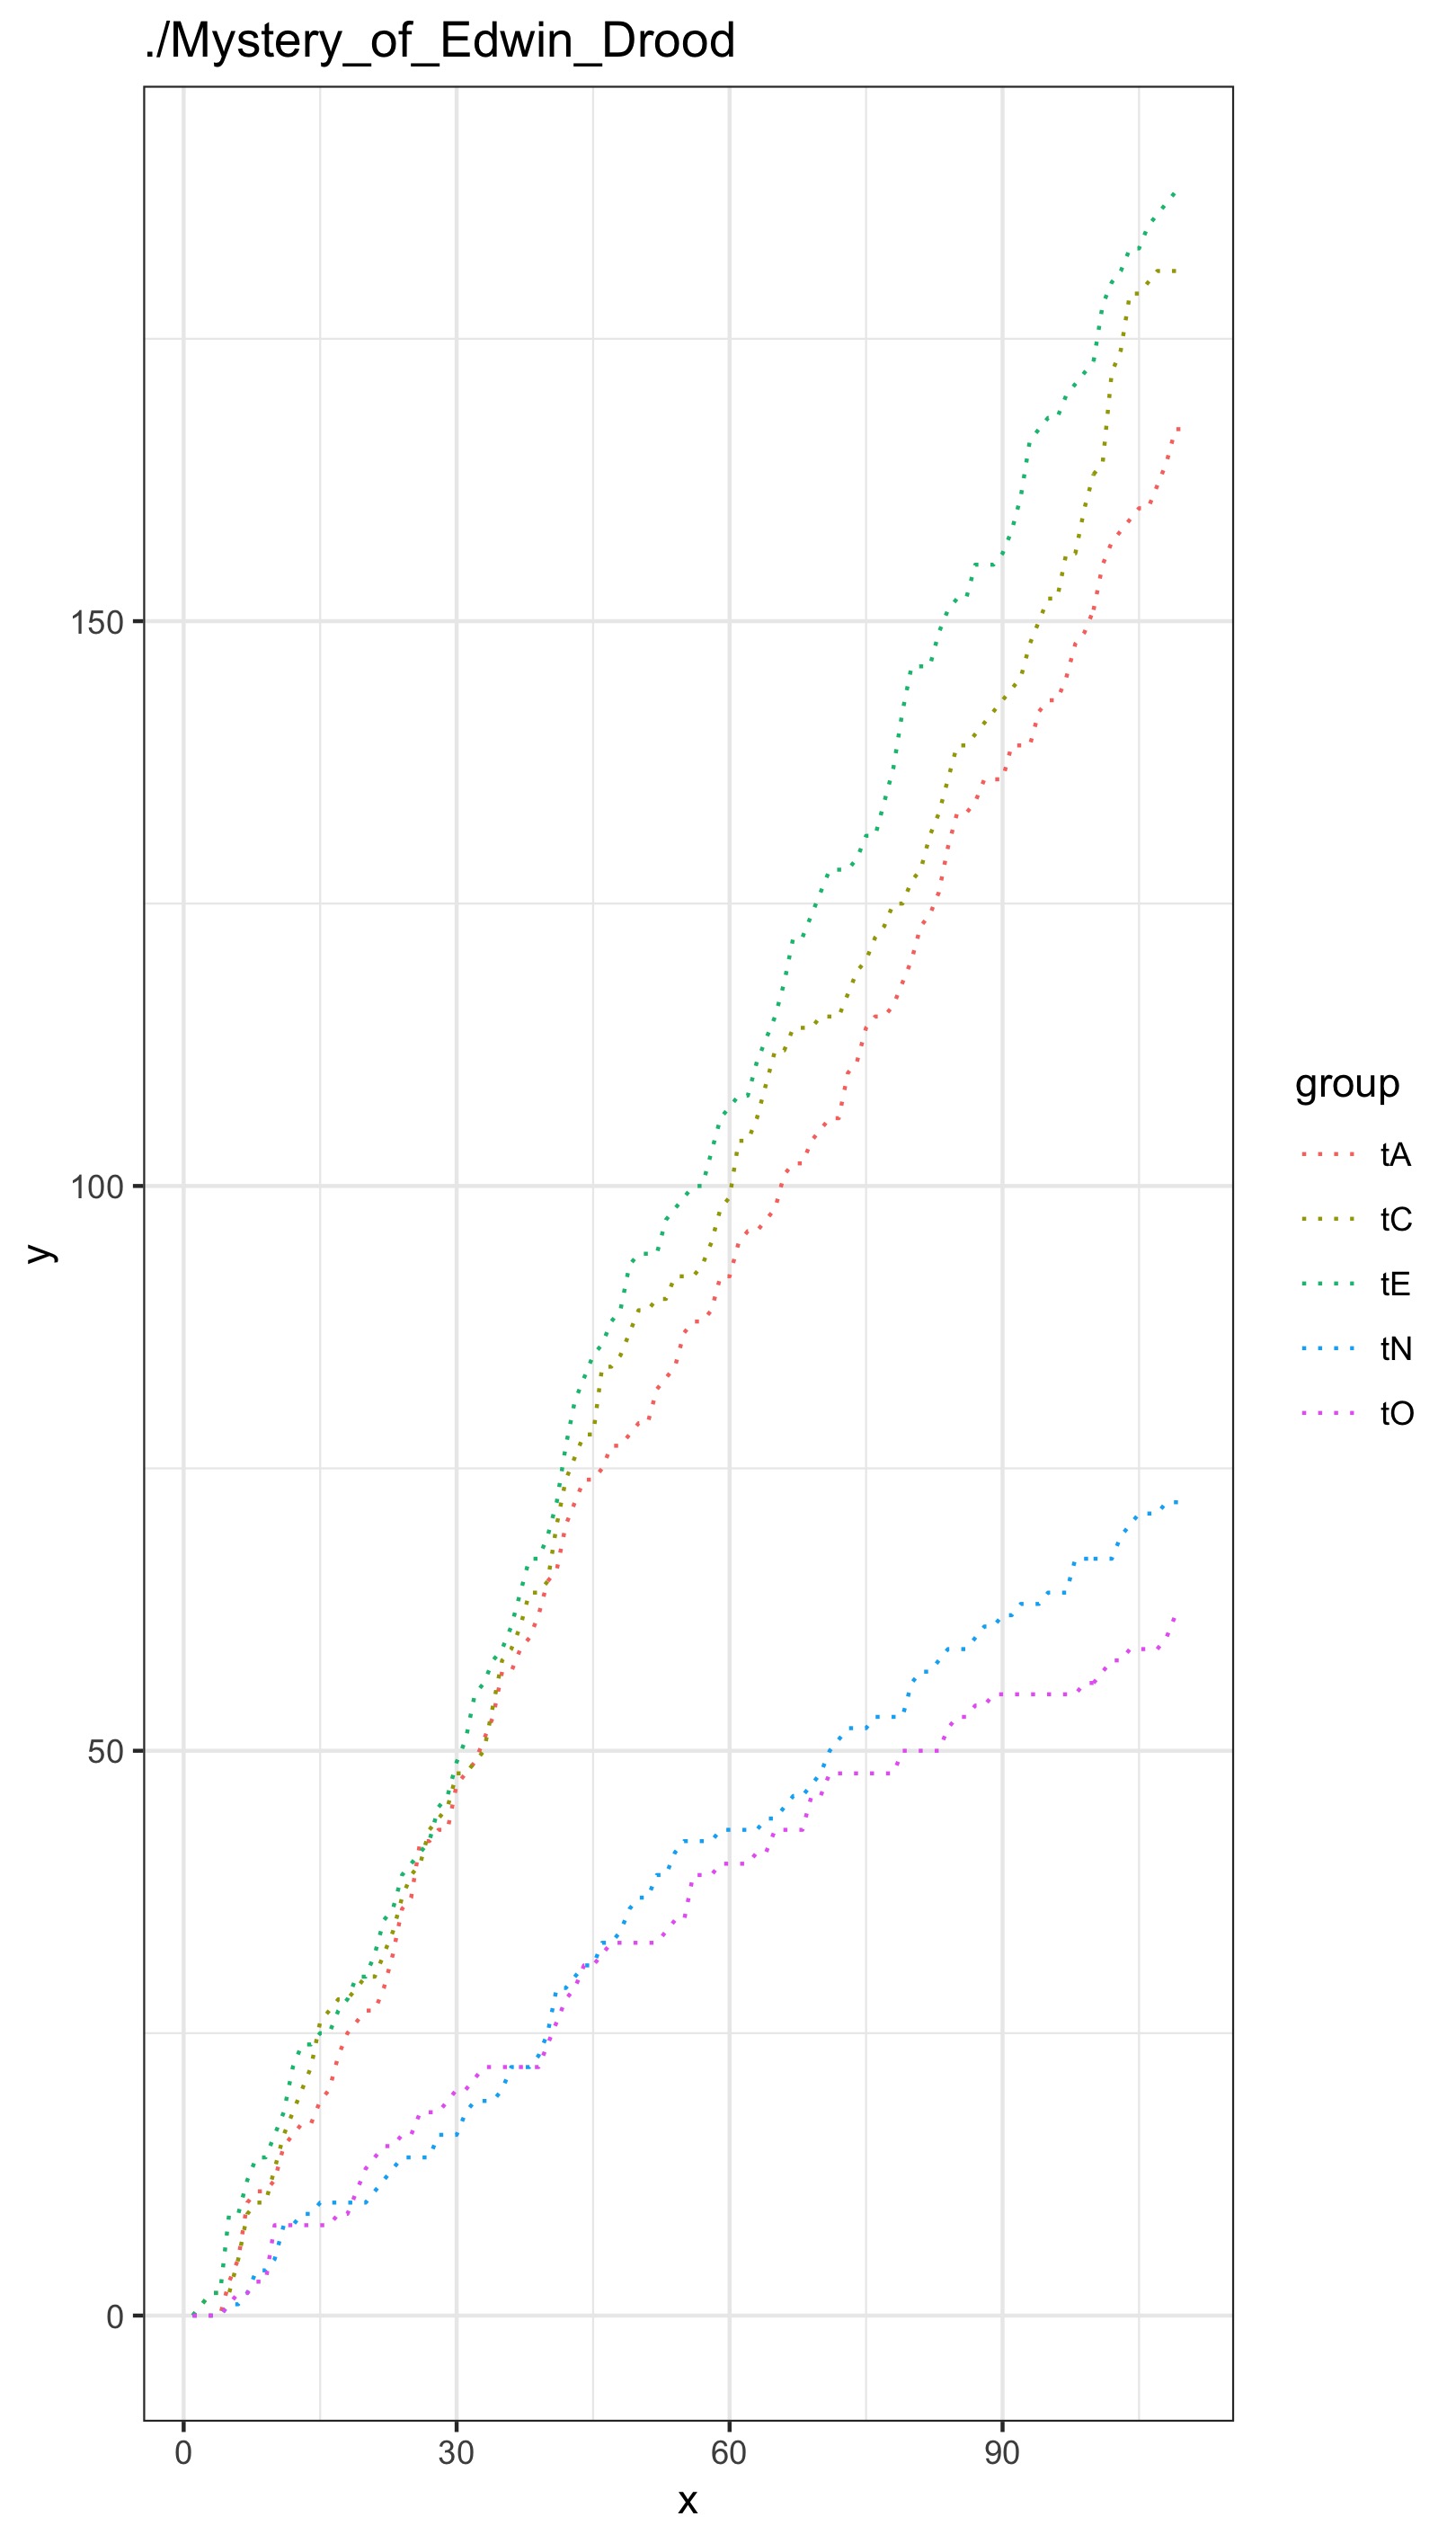 ./Mystery_of_Edwin_Drood
150
100
50
0
y
0 30 60 90
x
group
tA
tC
tE
tN
tO